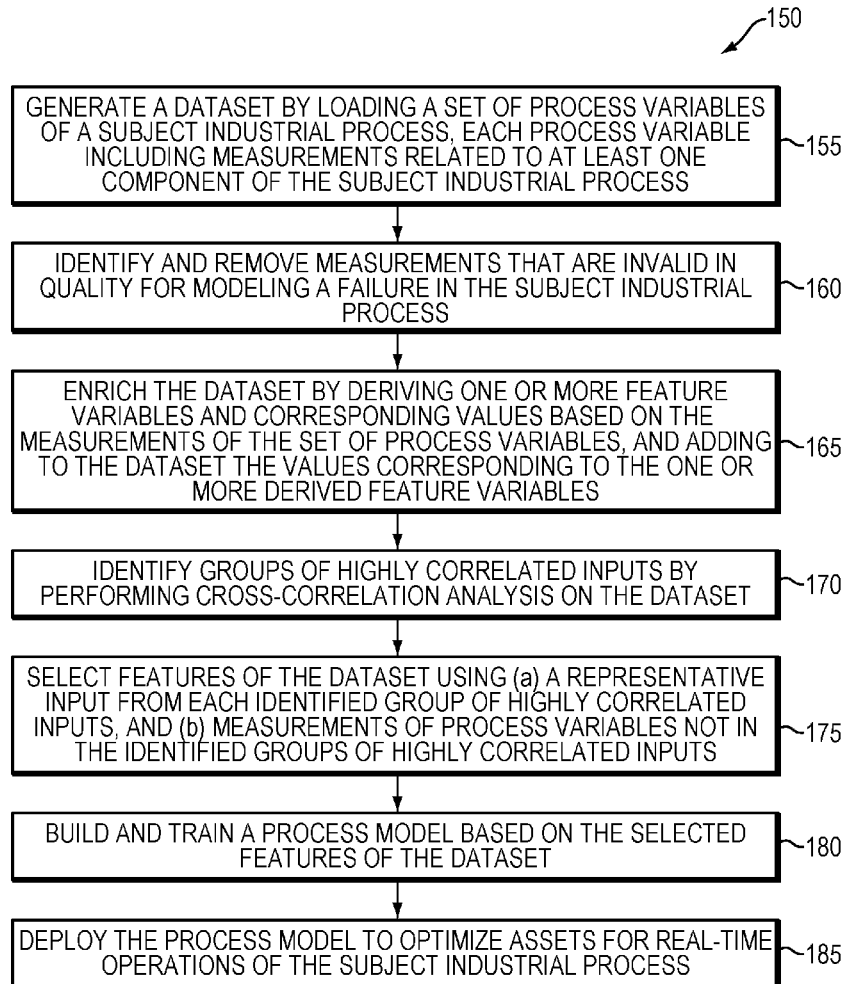 150
GENERATE A DATASET BY LOADING A SET OF PROCESS VARIABLES
OF A SUBJECT INDUSTRIAL PROCESS, EACH PROCESS VARIABLE
INCLUDING MEASUREMENTS RELATED TO AT LEAST ONE
COMPONENT OF THE SUBJECT INDUSTRIAL PROCESS
155
IDENTIFY AND REMOVE MEASUREMENTS THAT ARE INVALID IN
QUALITY FOR MODELING A FAILURE IN THE SUBJECT INDUSTRIAL
PROCESS
160
ENRICH THE DATASET BY DERIVING ONE OR MORE FEATURE
VARIABLES AND CORRESPONDING VALUES BASED ON THE
MEASUREMENTS OF THE SET OF PROCESS VARIABLES, AND ADDING
TO THE DATASET THE VALUES CORRESPONDING TO THE ONE OR
MORE DERIVED FEATURE VARIABLES
165
IDENTIFY GROUPS OF HIGHLY CORRELATED INPUTS BY
PERFORMING CROSS-CORRELATION ANALYSIS ON THE DATASET
170
SELECT FEATURES OF THE DATASET USING (a) A REPRESENTATIVE
INPUT FROM EACH IDENTIFIED GROUP OF HIGHLY CORRELATED
INPUTS, AND (b) MEASUREMENTS OF PROCESS VARIABLES NOT IN
THE IDENTIFIED GROUPS OF HIGHLY CORRELATED INPUTS
175
BUILD AND TRAIN A PROCESS MODEL BASED ON THE SELECTED
FEATURES OF THE DATASET
180
DEPLOY THE PROCESS MODEL TO OPTIMIZE ASSETS FOR REAL-TIME
OPERATIONS OF THE SUBJECT INDUSTRIAL PROCESS
185